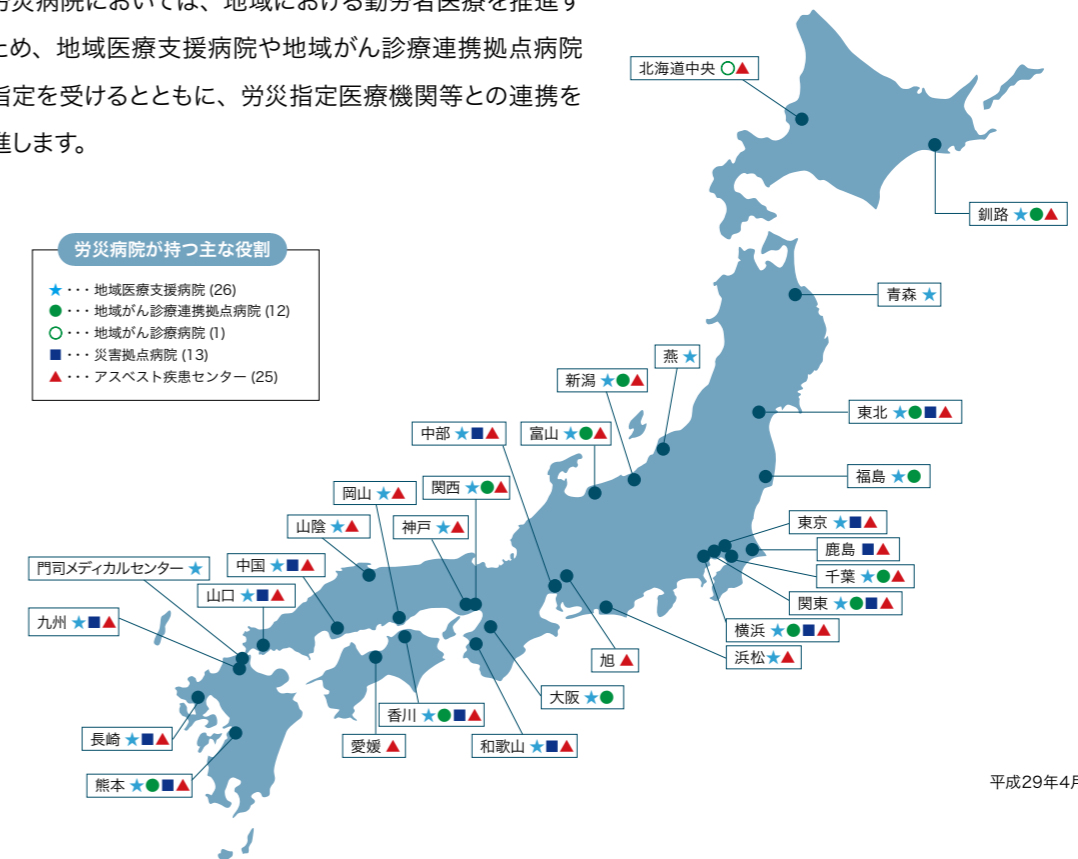 労災病院においては、地域における勤労者医療を推進す
ため、地域医療支援病院や地域がん診療連携拠点病院
指定を受けるとともに、労災指定医療機関等との連携を
進します。
北海道中央 ○▲
釧路 ★●▲
労災病院が持つ主な役割
★・・・地域医療支援病院 (26)
●・・・地域がん診療連携拠点病院 (12)
○・・・地域がん診療病院 (1)
■・・・災害拠点病院 (13)
▲・・・アスベスト疾患センター (25)
青森 ★
燕 ★
新潟 ★●▲
東北 ★●■▲
中部 ★■▲
富山 ★●▲
福島 ★●
関西 ★●▲
岡山 ★▲
山陰 ★▲
神戸 ★▲
東京 ★■▲
鹿島 ■▲
門司メディカルセンター ★
中国 ★■▲
千葉 ★●▲
山口 ★■▲
関東 ★●■▲
九州 ★■▲
横浜 ★●■▲
旭 ▲
浜松★▲
大阪 ★●
香川 ★●■▲
長崎 ★■▲
愛媛 ▲
和歌山 ★■▲
熊本 ★●■▲
平成29年4月